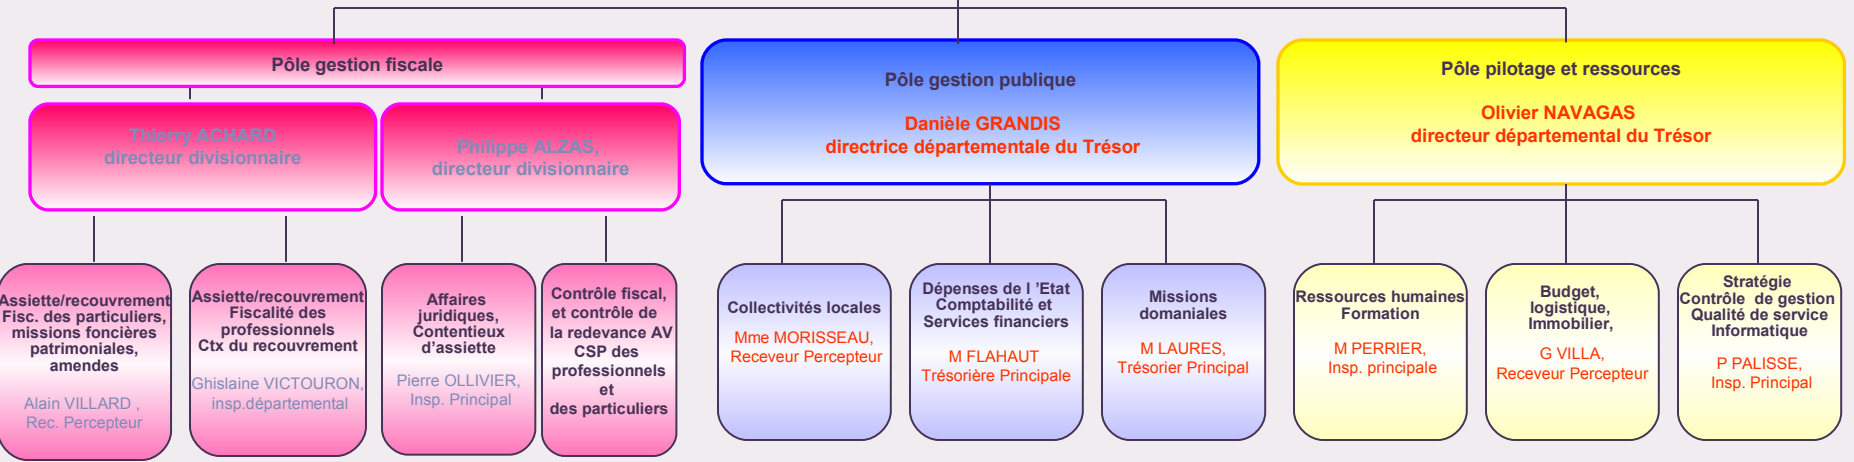 Pôle gestion fiscale
Thierry ACHARD
directeur divisionnaire
Philippe ALZAS,
directeur divisionnaire
Assiette/recouvrement
Fisc. des particuliers,
missions foncières
patrimoniales,
amendes
Alain VILLARD ,
Rec. Percepteur
Assiette/recouvrement
Fiscalité des
professionnels
Ctx du recouvrement
Ghislaine VICTOURON,
insp.départemental
Affaires
juridiques,
Contentieux
d’assiette
Pierre OLLIVIER,
Insp. Principal
Contrôle fiscal,
et contrôle de
la redevance AV
CSP des
professionnels
et
des particuliers
Pôle gestion publique
Danièle GRANDIS
directrice départementale du Trésor
Collectivités locales
Mme MORISSEAU,
Receveur Percepteur
Dépenses de l ’Etat
Comptabilité et
Services financiers
M FLAHAUT
Trésorière Principale
Missions
domaniales
M LAURES,
Trésorier Principal
Pôle pilotage et ressources
Olivier NAVAGAS
directeur départemental du Trésor
Ressources humaines
Formation
M PERRIER,
Insp. principale
Budget,
logistique,
Immobilier,
G VILLA,
Receveur Percepteur
Stratégie
Contrôle  de gestion
Qualité de service
Informatique
P PALISSE,
Insp. Principal